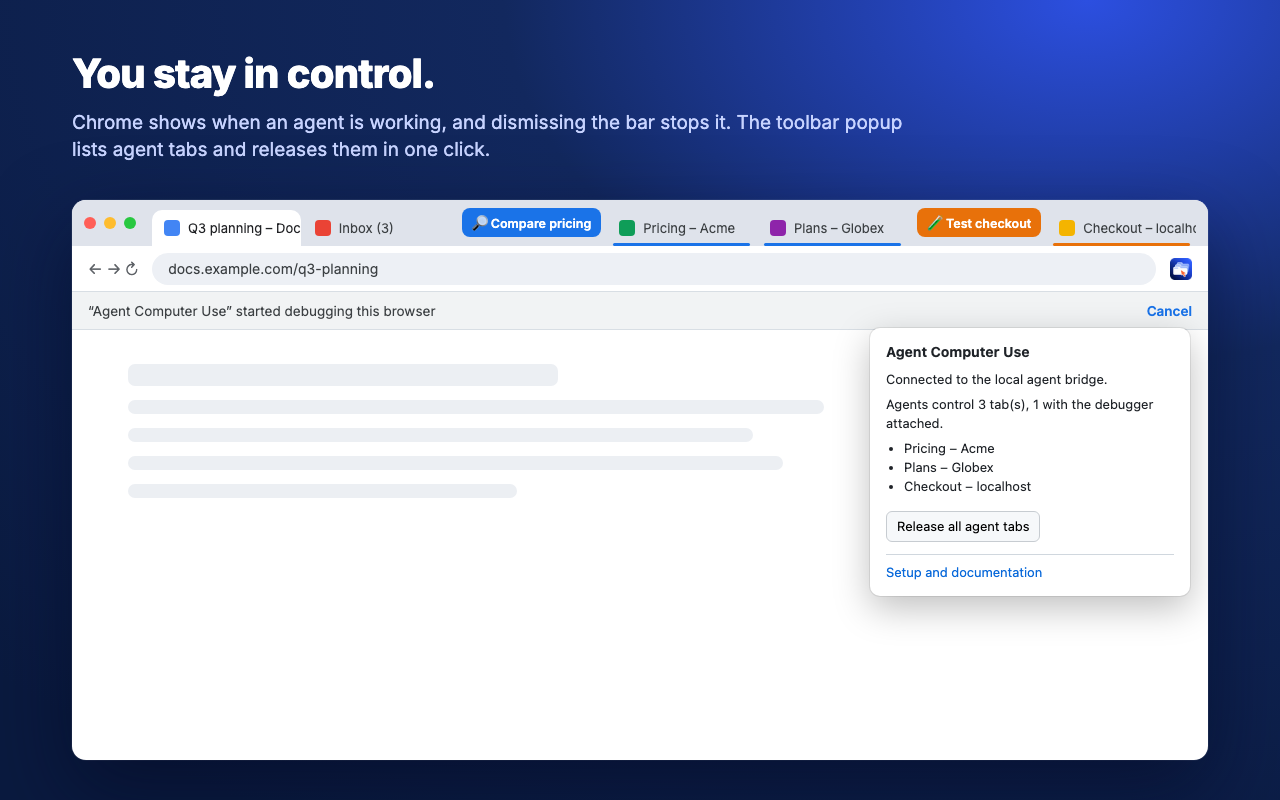 You stay in control.
Chrome shows when an agent is working, and dismissing the bar stops it. The toolbar popup
lists agent tabs and releases them in one click.
Q3 planning – Doc
Inbox (3)
Compare pricing
Pricing – Acme
Plans – Globex
Test checkout
Checkout – localho
docs.example.com/q3-planning
“Agent Computer Use” started debugging this browser
Cancel
Agent Computer Use
Connected to the local agent bridge.
Agents control 3 tab(s), 1 with the debugger
attached.
• Pricing – Acme
• Plans – Globex
• Checkout – localhost
Release all agent tabs
Setup and documentation